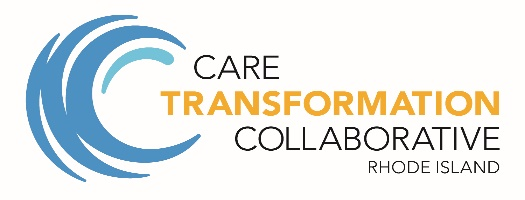 CARE
TRANSFORMATION
COLLABORATIVE
RHODE ISLAND